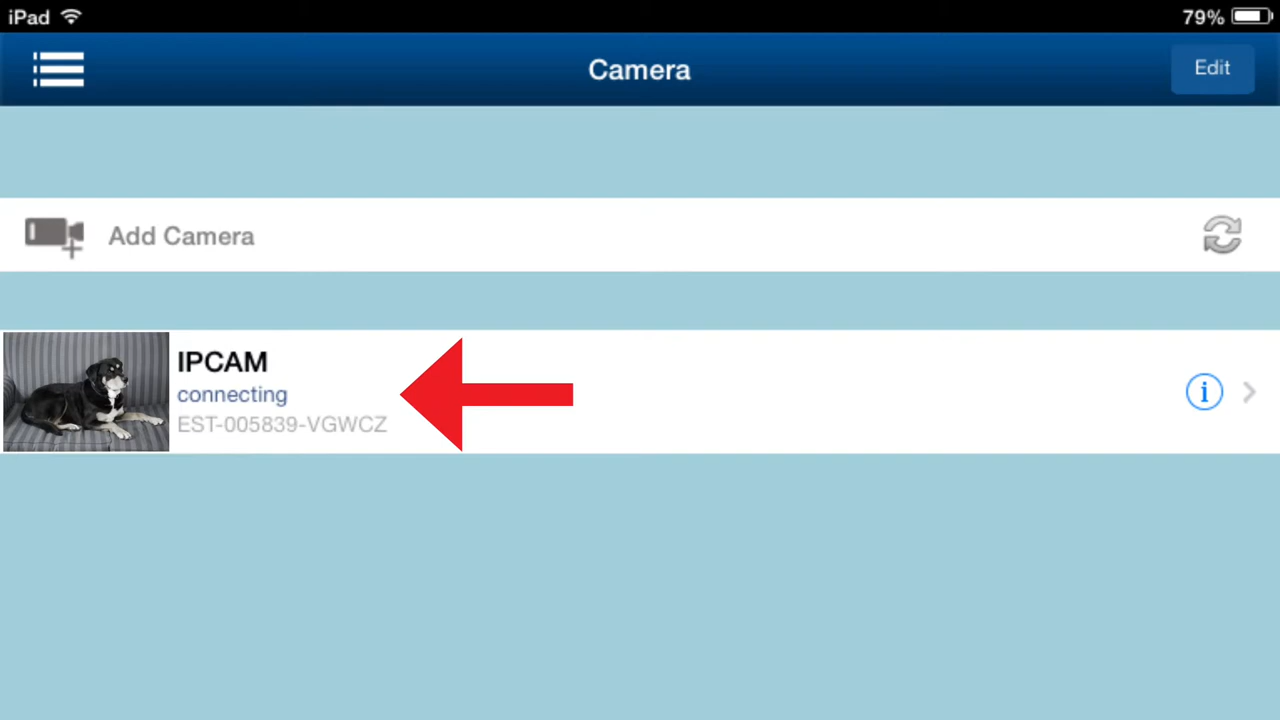 iPad 79%
Camera Edit
Add Camera
IPCAM
connecting
EST-005839-VGWCZ